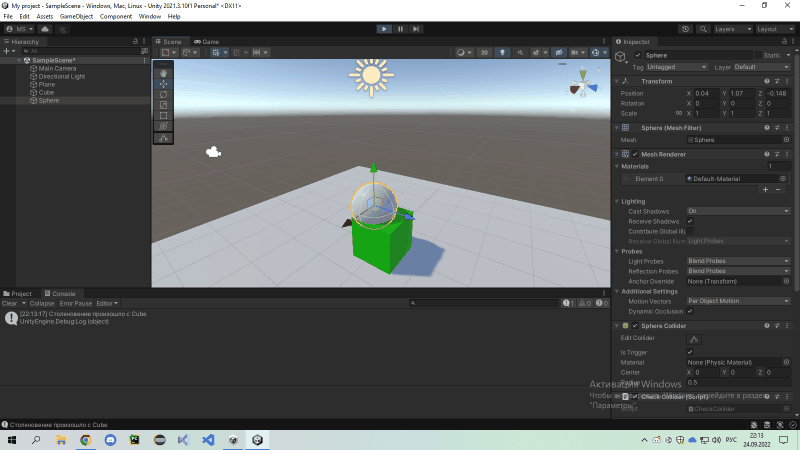 My project - SampleScene - Windows, Mac, Linux - Unity 2021.3.10f1 Personal* <DX11>
File Edit Assets GameObject Component Window Help
MS
Layers Layout
Hierarchy
All
SampleScene*
Main Camera
Directional Light
Plane
Cube
Sphere
Scene Game
2D
Project Console
Clear Collapse Error Pause Editor
1 0 0
[22:13:17] Столкновение произошло с Cube
UnityEngine.Debug:Log (object)
Inspector
Sphere Static
Tag Untagged Layer Default
Transform
Position X 0.04 Y 1.07 Z -0.148
Rotation X 0 Y 0 Z 0
Scale X 1 Y 1 Z 1
Sphere (Mesh Filter)
Mesh Sphere
Mesh Renderer
Materials 1
Element 0 Default-Material
Lighting
Cast Shadows On
Receive Shadows
Contribute Global Illu
Receive Global Illum Light Probes
Probes
Light Probes Blend Probes
Reflection Probes Blend Probes
Anchor Override None (Transform)
Additional Settings
Motion Vectors Per Object Motion
Dynamic Occlusion
Sphere Collider
Edit Collider
Is Trigger
Material None (Physic Material)
Center X 0 Y 0 Z 0
Radius 0.5
Check Collider (Script)
Script CheckCollider
Активация Windows
Чтобы активировать Windows, перейдите в раздел
"Параметры".
Столкновение произошло с Cube
РУС
22:13
24.09.2022